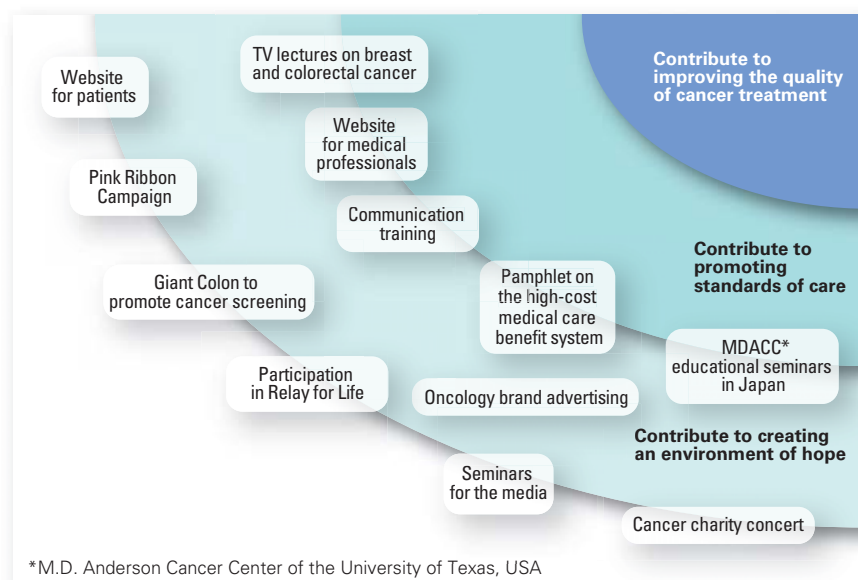 TV lectures on breast
and colorectal cancer
Contribute to
improving the quality
of cancer treatment
Website
for patients
Website
for medical
professionals
Pink Ribbon
Campaign
Communication
training
Contribute to
promoting
standards of care
Giant Colon to
promote cancer screening
Pamphlet on
the high-cost
medical care
benefit system
MDACC*
educational seminars
in Japan
Participation
in Relay for Life
Oncology brand advertising
Contribute to creating
an environment of hope
Seminars
for the media
Cancer charity concert
*M.D. Anderson Cancer Center of the University of Texas, USA